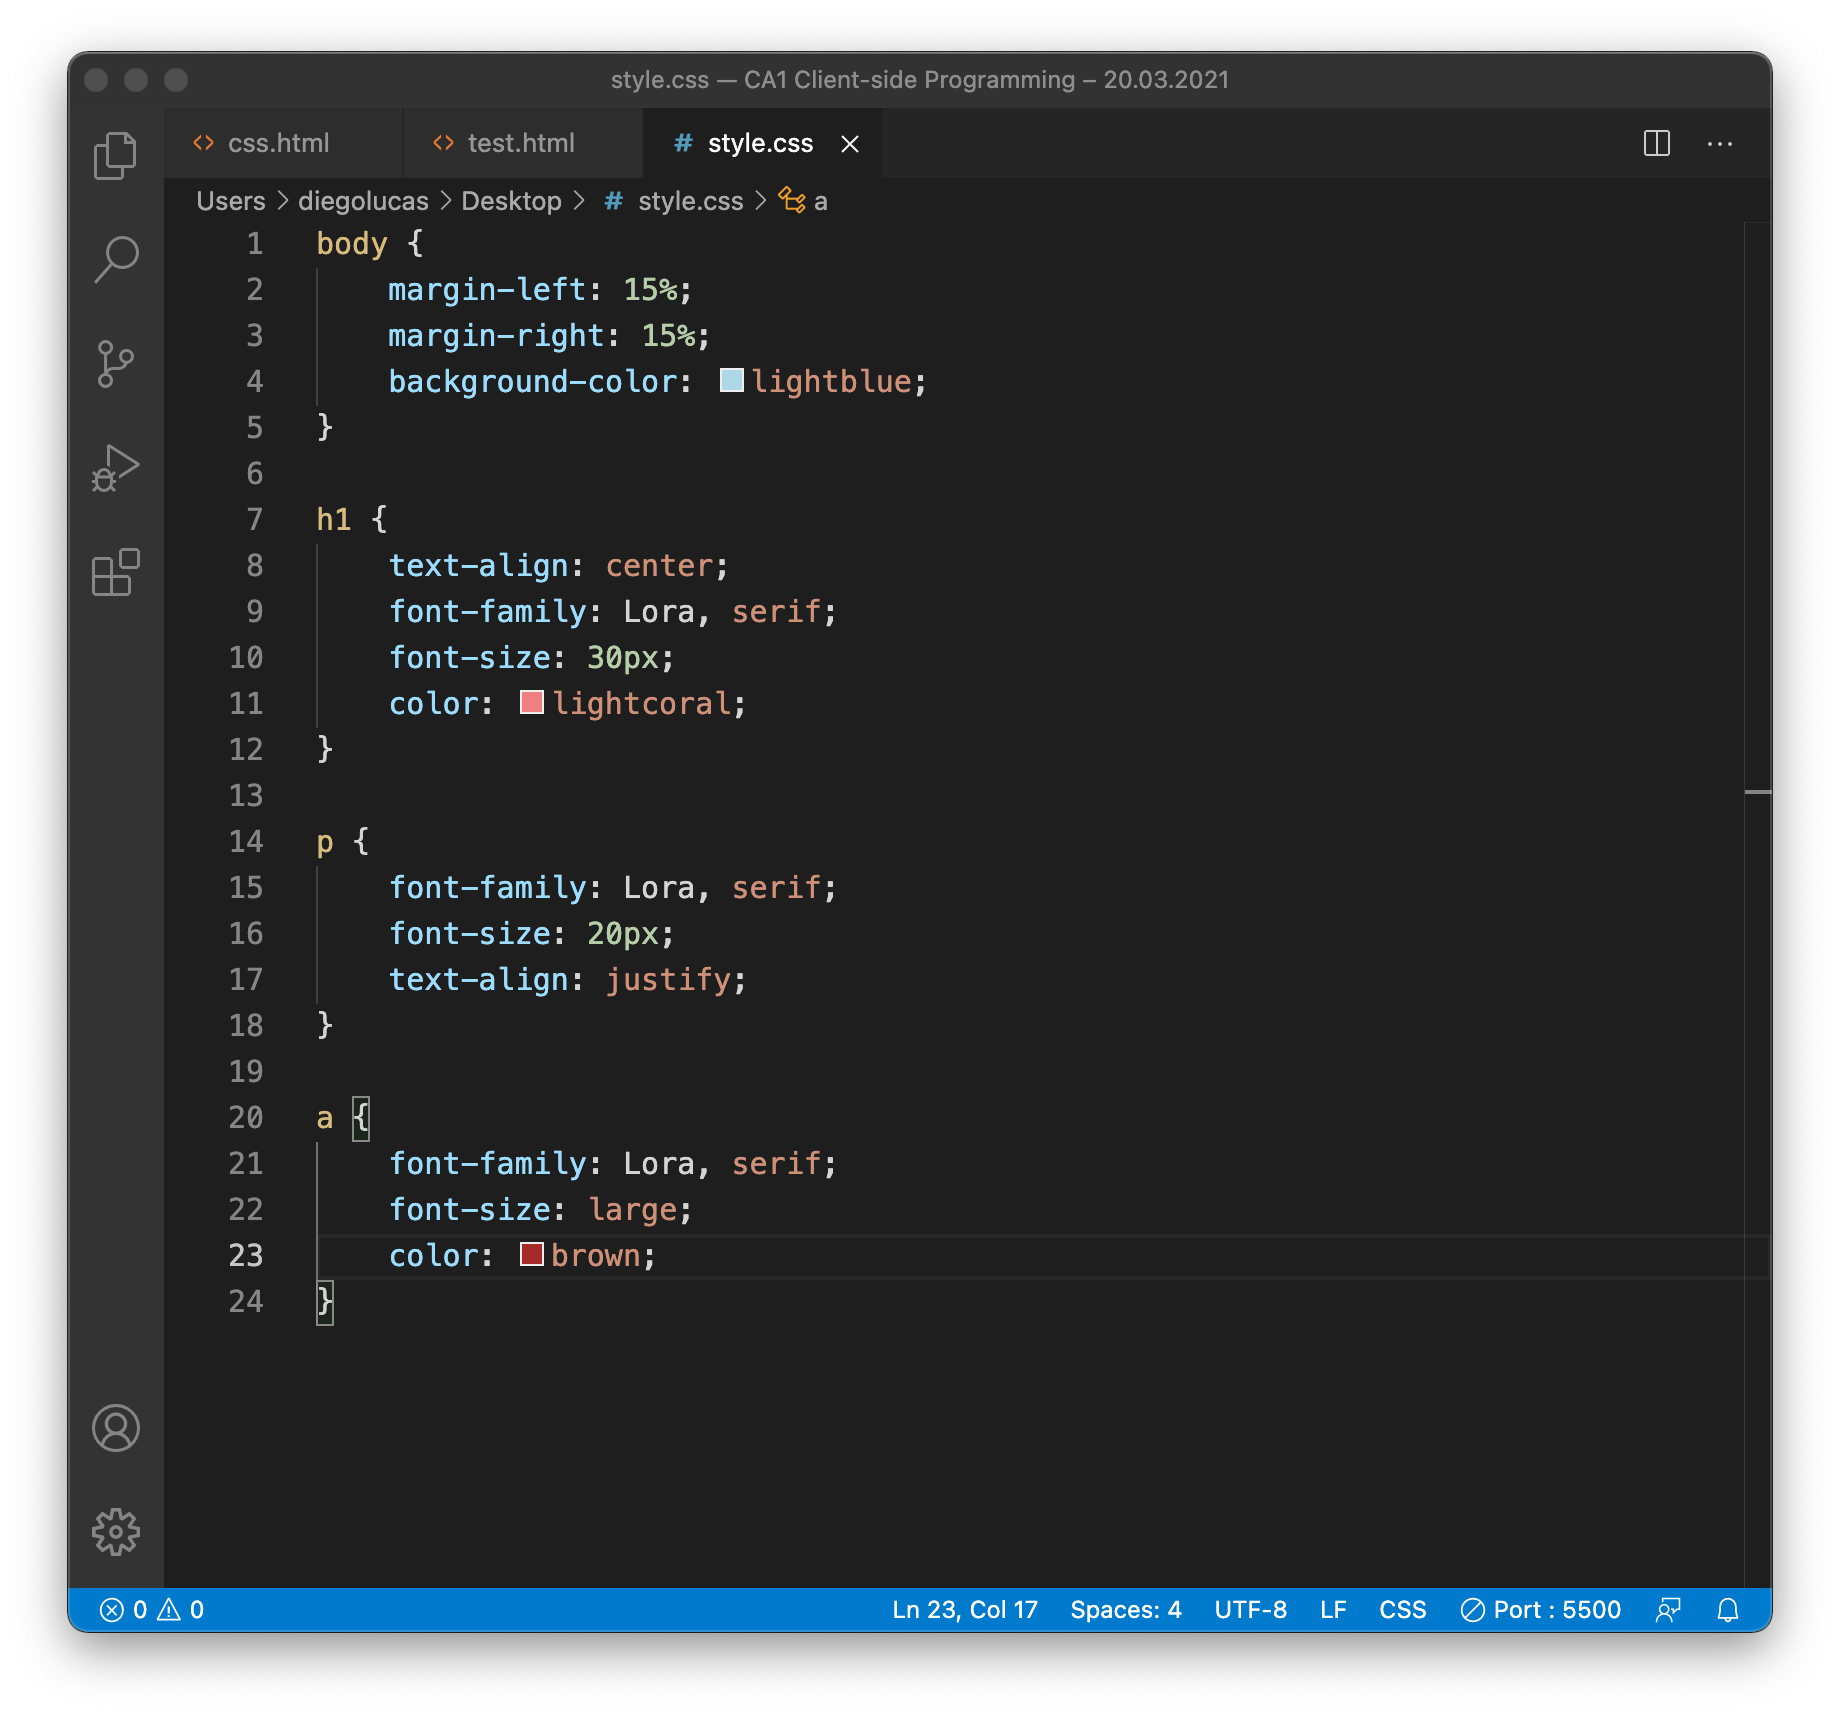 style.css — CA1 Client-side Programming – 20.03.2021
css.html test.html # style.css
Users > diegolucas > Desktop > # style.css > a
1 body {
2     margin-left: 15%;
3     margin-right: 15%;
4     background-color: lightblue;
5 }
6
7 h1 {
8     text-align: center;
9     font-family: Lora, serif;
10     font-size: 30px;
11     color: lightcoral;
12 }
13
14 p {
15     font-family: Lora, serif;
16     font-size: 20px;
17     text-align: justify;
18 }
19
20 a {
21     font-family: Lora, serif;
22     font-size: large;
23     color: brown;
24 }
0 0 Ln 23, Col 17 Spaces: 4 UTF-8 LF CSS Port : 5500